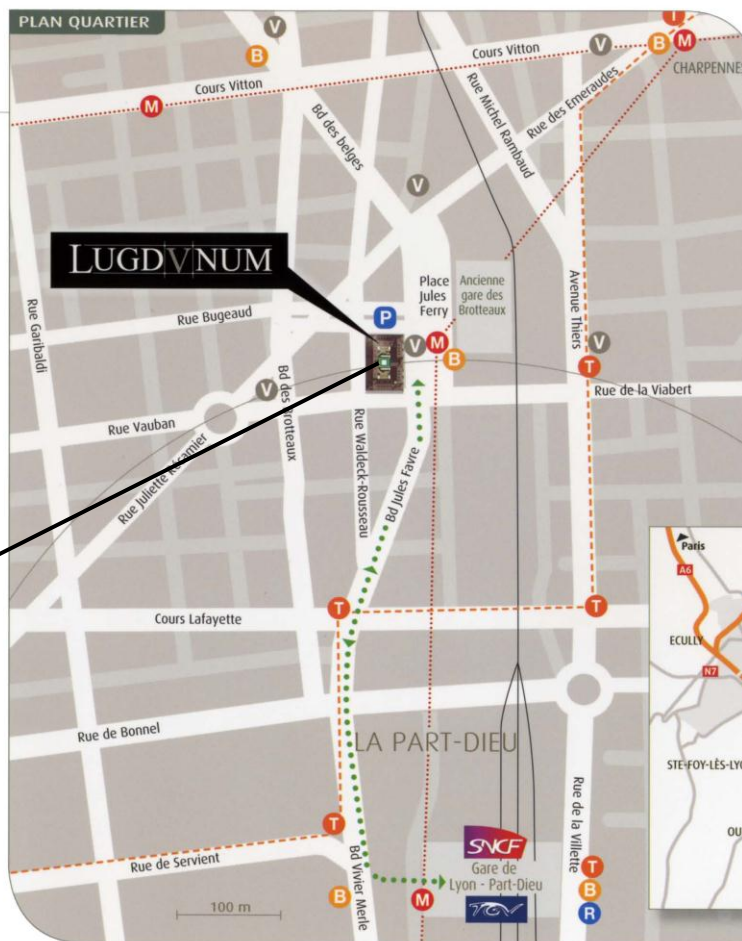 PLAN QUARTIER
T
V
B
V
B
M
Cours Vitton
Cours Vitton
CHARPENNE
M
Rue Michel Rambaud
Rue des Emeraudes
Bd des belges
V
LUGDVNUM
Place
Jules
Ferry
Ancienne
gare des
Brotteaux
Avenue Thiers
Rue Garibaldi
Rue Bugeaud
P
V
M
B
V
T
Bd des Brotteaux
V
Rue de la Viabert
Rue Vauban
Rue Juliette Récamier
Rue Waldeck-Rousseau
Bd Jules Favre
Paris
A6
Cours Lafayette
T
T
ECULLY
N7
Rue de Bonnel
LA PART-DIEU
STE-FOY-LÈS-LYO
T
Rue de la Villette
OU
Rue de Servient
Bd Vivier Merle
SNCF
Gare de
Lyon - Part-Dieu
TGV
T
B
R
B
M
100 m